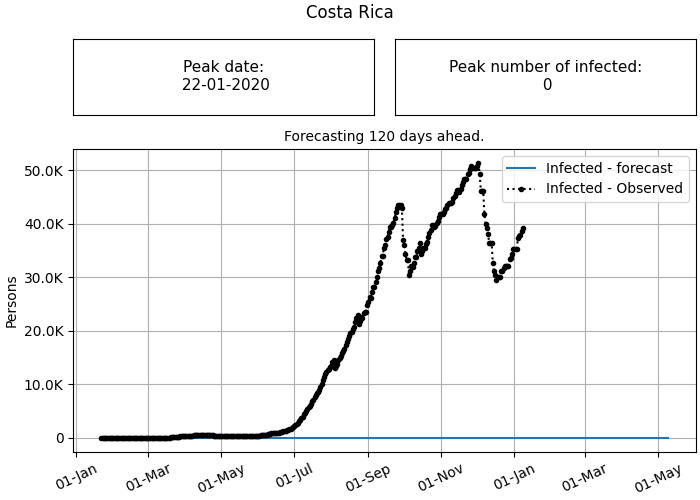 Costa Rica
Peak date:
22-01-2020
Peak number of infected:
0
Forecasting 120 days ahead.
Infected - forecast
Infected - Observed
Persons
50.0K
40.0K
30.0K
20.0K
10.0K
0
01-Jan
01-Mar
01-May
01-Jul
01-Sep
01-Nov
01-Jan
01-Mar
01-May